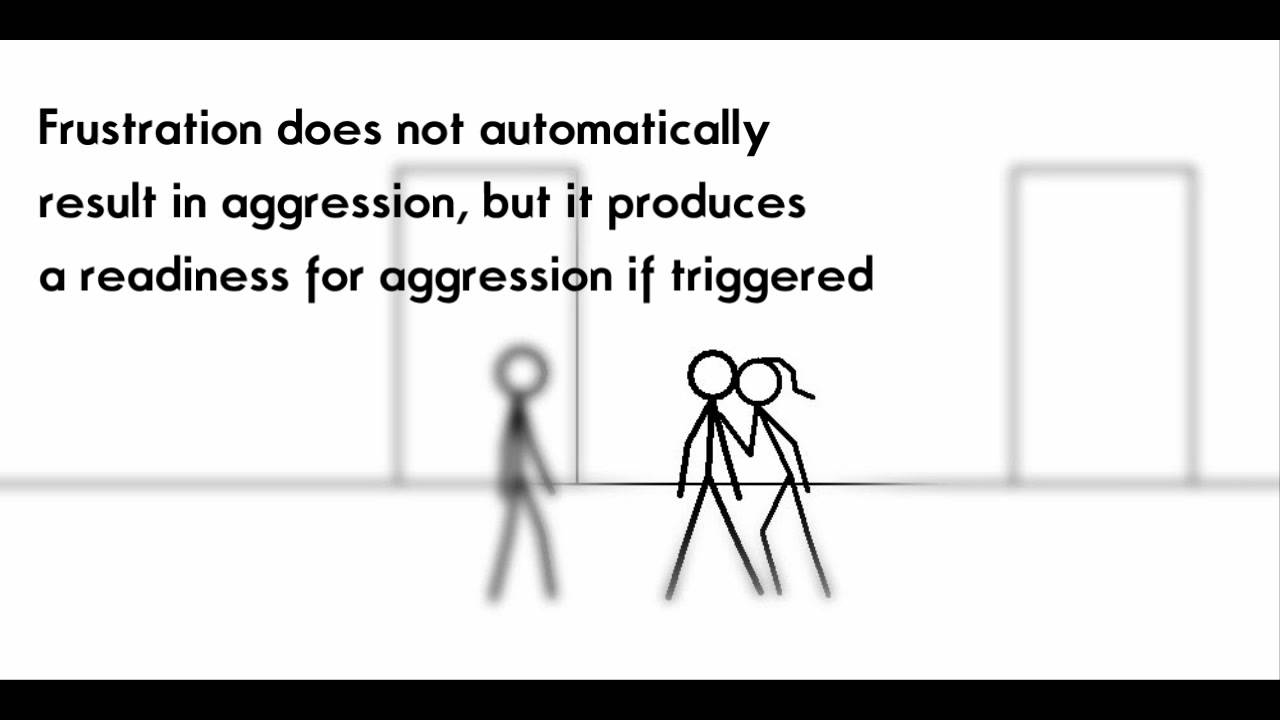 Frustration does not automatically
result in aggression, but it produces
a readiness for aggression if triggered